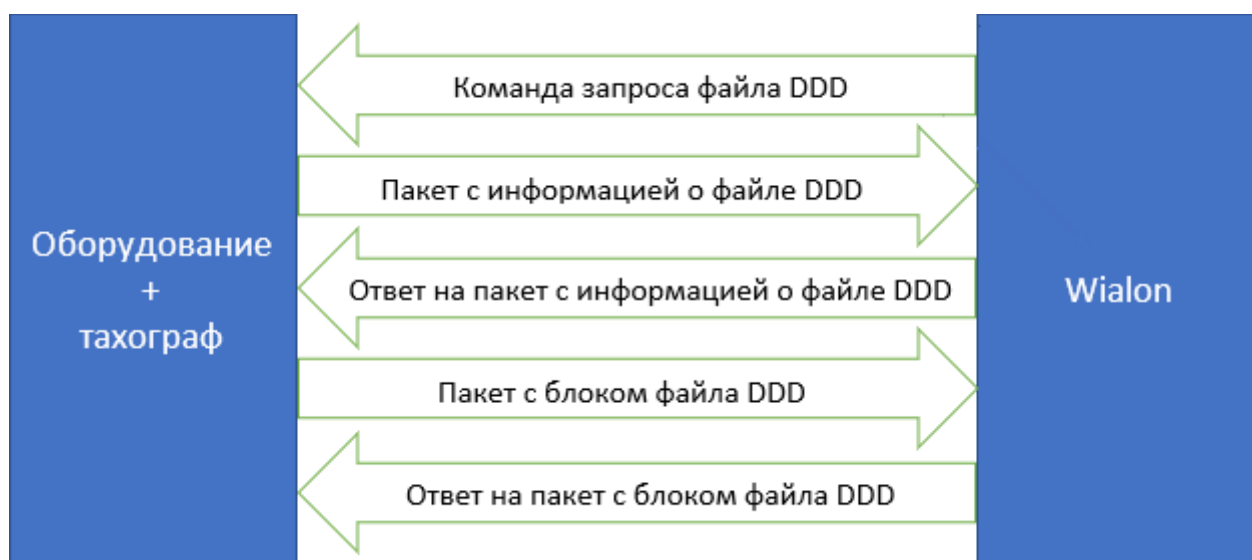 Команда запроса файла DDD
Пакет с информацией о файле DDD
Оборудование
+
тахограф
Ответ на пакет с информацией о файле DDD
Wialon
Пакет с блоком файла DDD
Ответ на пакет с блоком файла DDD